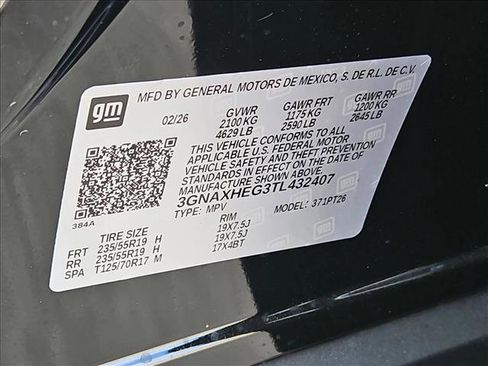 gm
MFD BY GENERAL MOTORS DE MEXICO, S. DE R.L. DE C.V.
02/26 GVWR GAWR FRT GAWR RR
2100 KG 1175 KG 1200 KG
4629 LB 2590 LB 2645 LB
THIS VEHICLE CONFORMS TO ALL
APPLICABLE U.S. FEDERAL MOTOR
VEHICLE SAFETY AND BUMPER
STANDARDS IN EFFECT ON THE DATE
OF MANUFACTURE SHOWN ABOVE.
3GNAXHEG3TL432407
TYPE: MPV MODEL: 371PT26
384A
TIRE SIZE RIM
FRT 235/55R19 H 19X7.5J
RR 235/55R19 H 19X7.5J
SPA T125/70R17 M 17X4BT